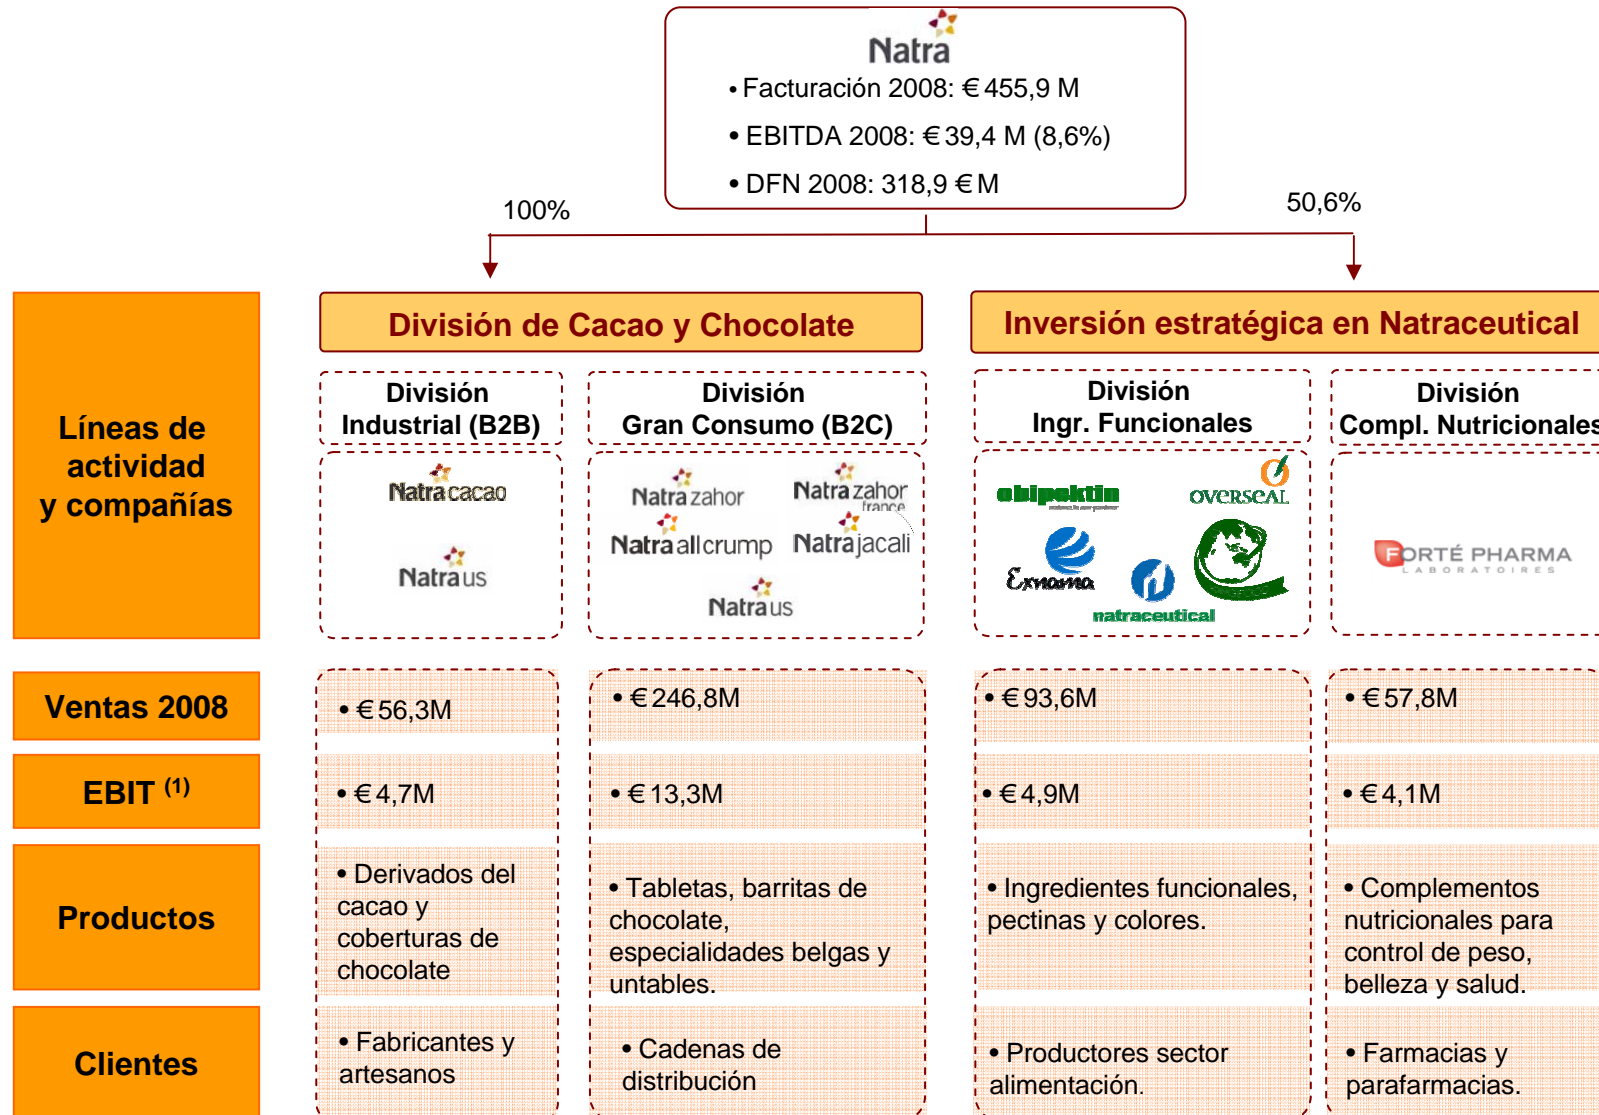 Natra
• Facturación 2008: € 455,9 M
• EBITDA 2008: € 39,4 M (8,6%)
• DFN 2008: 318,9 € M
100%
50,6%
Líneas de
actividad
y compañías
División de Cacao y Chocolate
Inversión estratégica en Natraceutical
División
Industrial (B2B)
División
Gran Consumo (B2C)
División
Ingr. Funcionales
División
Compl. Nutricionales
Natra cacao
Natra us
Natra zahor
Natra zahor
france
Natra allcrump
Natra jacali
Natra us
obipektin
OVERSEAL
Exnama
natraceutical
FORTÉ PHARMA
LABORATOIRES
Ventas 2008
• € 56,3M
• € 246,8M
• € 93,6M
• € 57,8M
EBIT (1)
• € 4,7M
• € 13,3M
• € 4,9M
• € 4,1M
Productos
• Derivados del
cacao y
coberturas de
chocolate
• Tabletas, barritas de
chocolate,
especialidades belgas y
untables.
• Ingredientes funcionales,
pectinas y colores.
• Complementos
nutricionales para
control de peso,
belleza y salud.
Clientes
• Fabricantes y
artesanos
• Cadenas de
distribución
• Productores sector
alimentación.
• Farmacias y
parafarmacias.